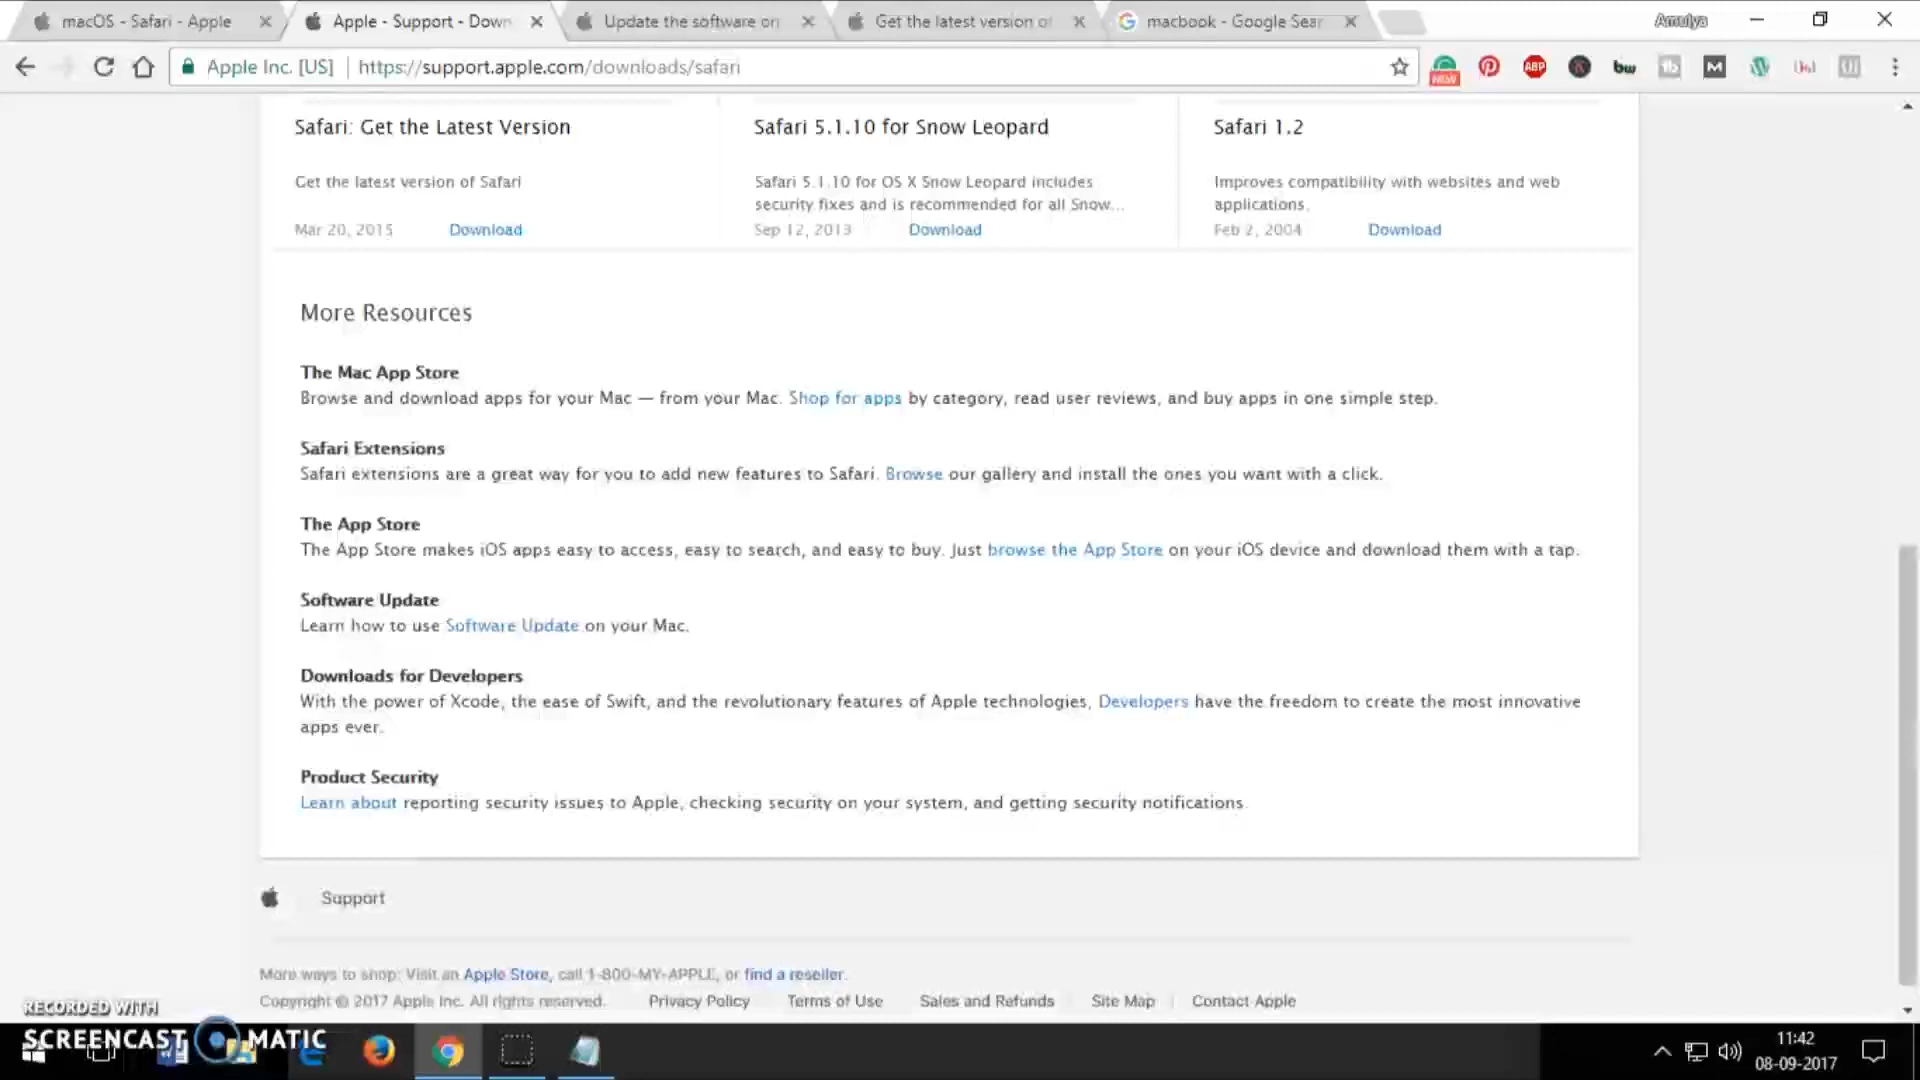 macOS - Safari - Apple
Apple - Support - Down
Update the software on
Get the latest version of
macbook - Google Sear
Amulya
Apple Inc. [US]
https://support.apple.com/downloads/safari
NEW
ABP
bw
M
Safari: Get the Latest Version
Get the latest version of Safari
Mar 20, 2015 Download
Safari 5.1.10 for Snow Leopard
Safari 5.1.10 for OS X Snow Leopard includes
security fixes and is recommended for all Snow...
Sep 12, 2013 Download
Safari 1.2
Improves compatibility with websites and web
applications.
Feb 2, 2004 Download
More Resources
The Mac App Store
Browse and download apps for your Mac — from your Mac. Shop for apps by category, read user reviews, and buy apps in one simple step.
Safari Extensions
Safari extensions are a great way for you to add new features to Safari. Browse our gallery and install the ones you want with a click.
The App Store
The App Store makes iOS apps easy to access, easy to search, and easy to buy. Just browse the App Store on your iOS device and download them with a tap.
Software Update
Learn how to use Software Update on your Mac.
Downloads for Developers
With the power of Xcode, the ease of Swift, and the revolutionary features of Apple technologies, Developers have the freedom to create the most innovative
apps ever.
Product Security
Learn about reporting security issues to Apple, checking security on your system, and getting security notifications.
Support
More ways to shop: Visit an Apple Store, call 1-800-MY-APPLE, or find a reseller.
Copyright © 2017 Apple Inc. All rights reserved. Privacy Policy Terms of Use Sales and Refunds Site Map Contact Apple
RECORDED WITH
SCREENCAST MATIC
11:42
08-09-2017